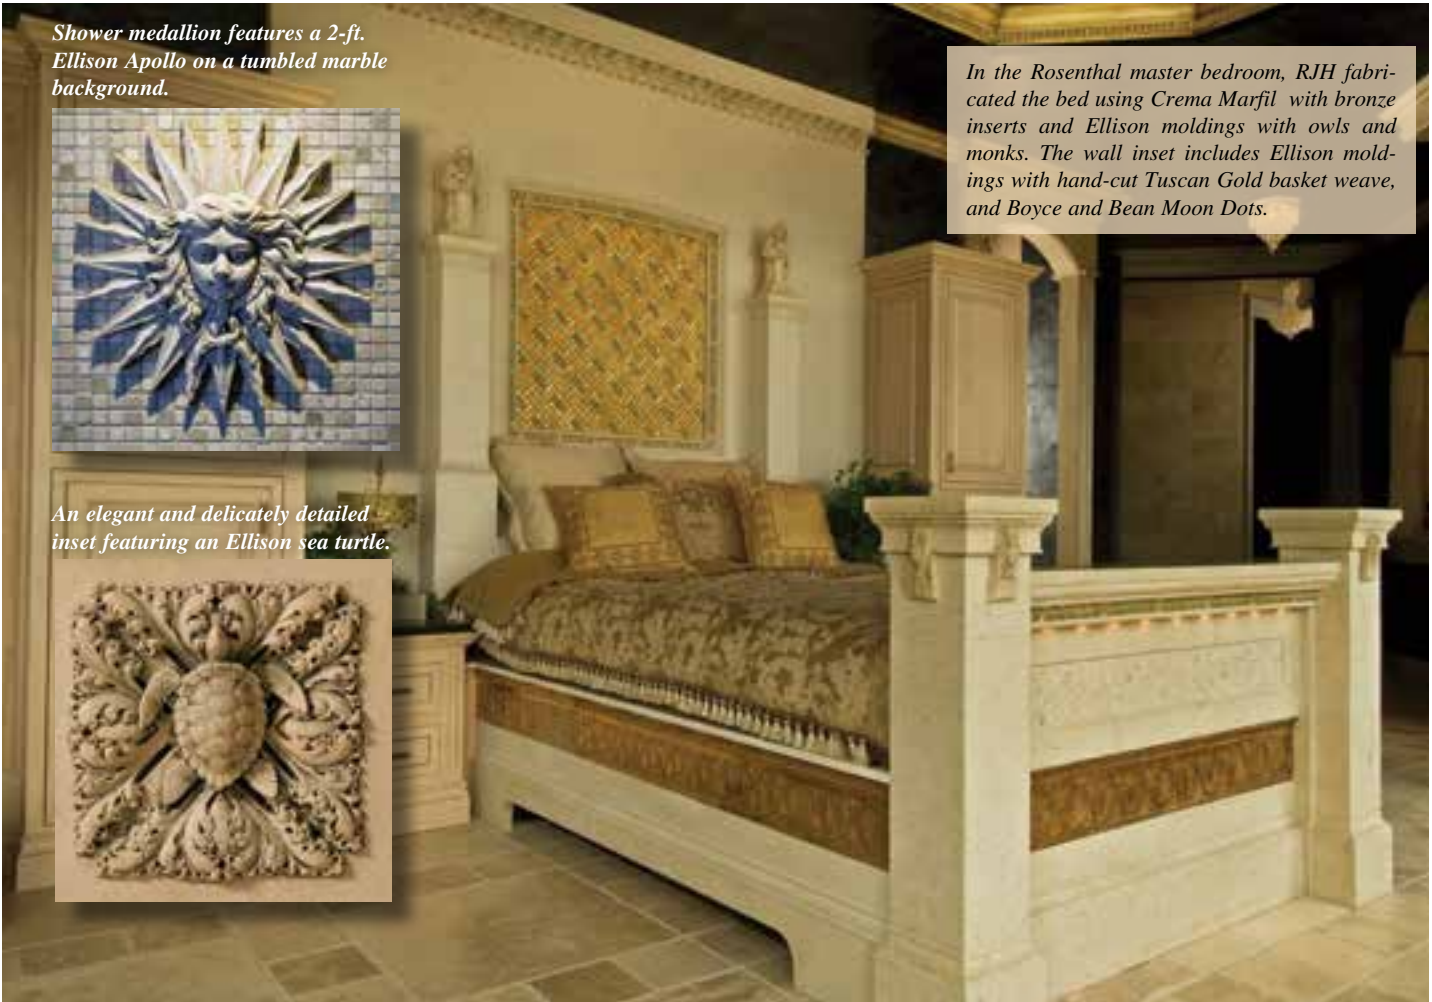 Shower medallion features a 2-ft.
Ellison Apollo on a tumbled marble
background.
In the Rosenthal master bedroom, RJH fabri-
cated the bed using Crema Marfil with bronze
inserts and Ellison moldings with owls and
monks. The wall inset includes Ellison mold-
ings with hand-cut Tuscan Gold basket weave,
and Boyce and Bean Moon Dots.
An elegant and delicately detailed
inset featuring an Ellison sea turtle.